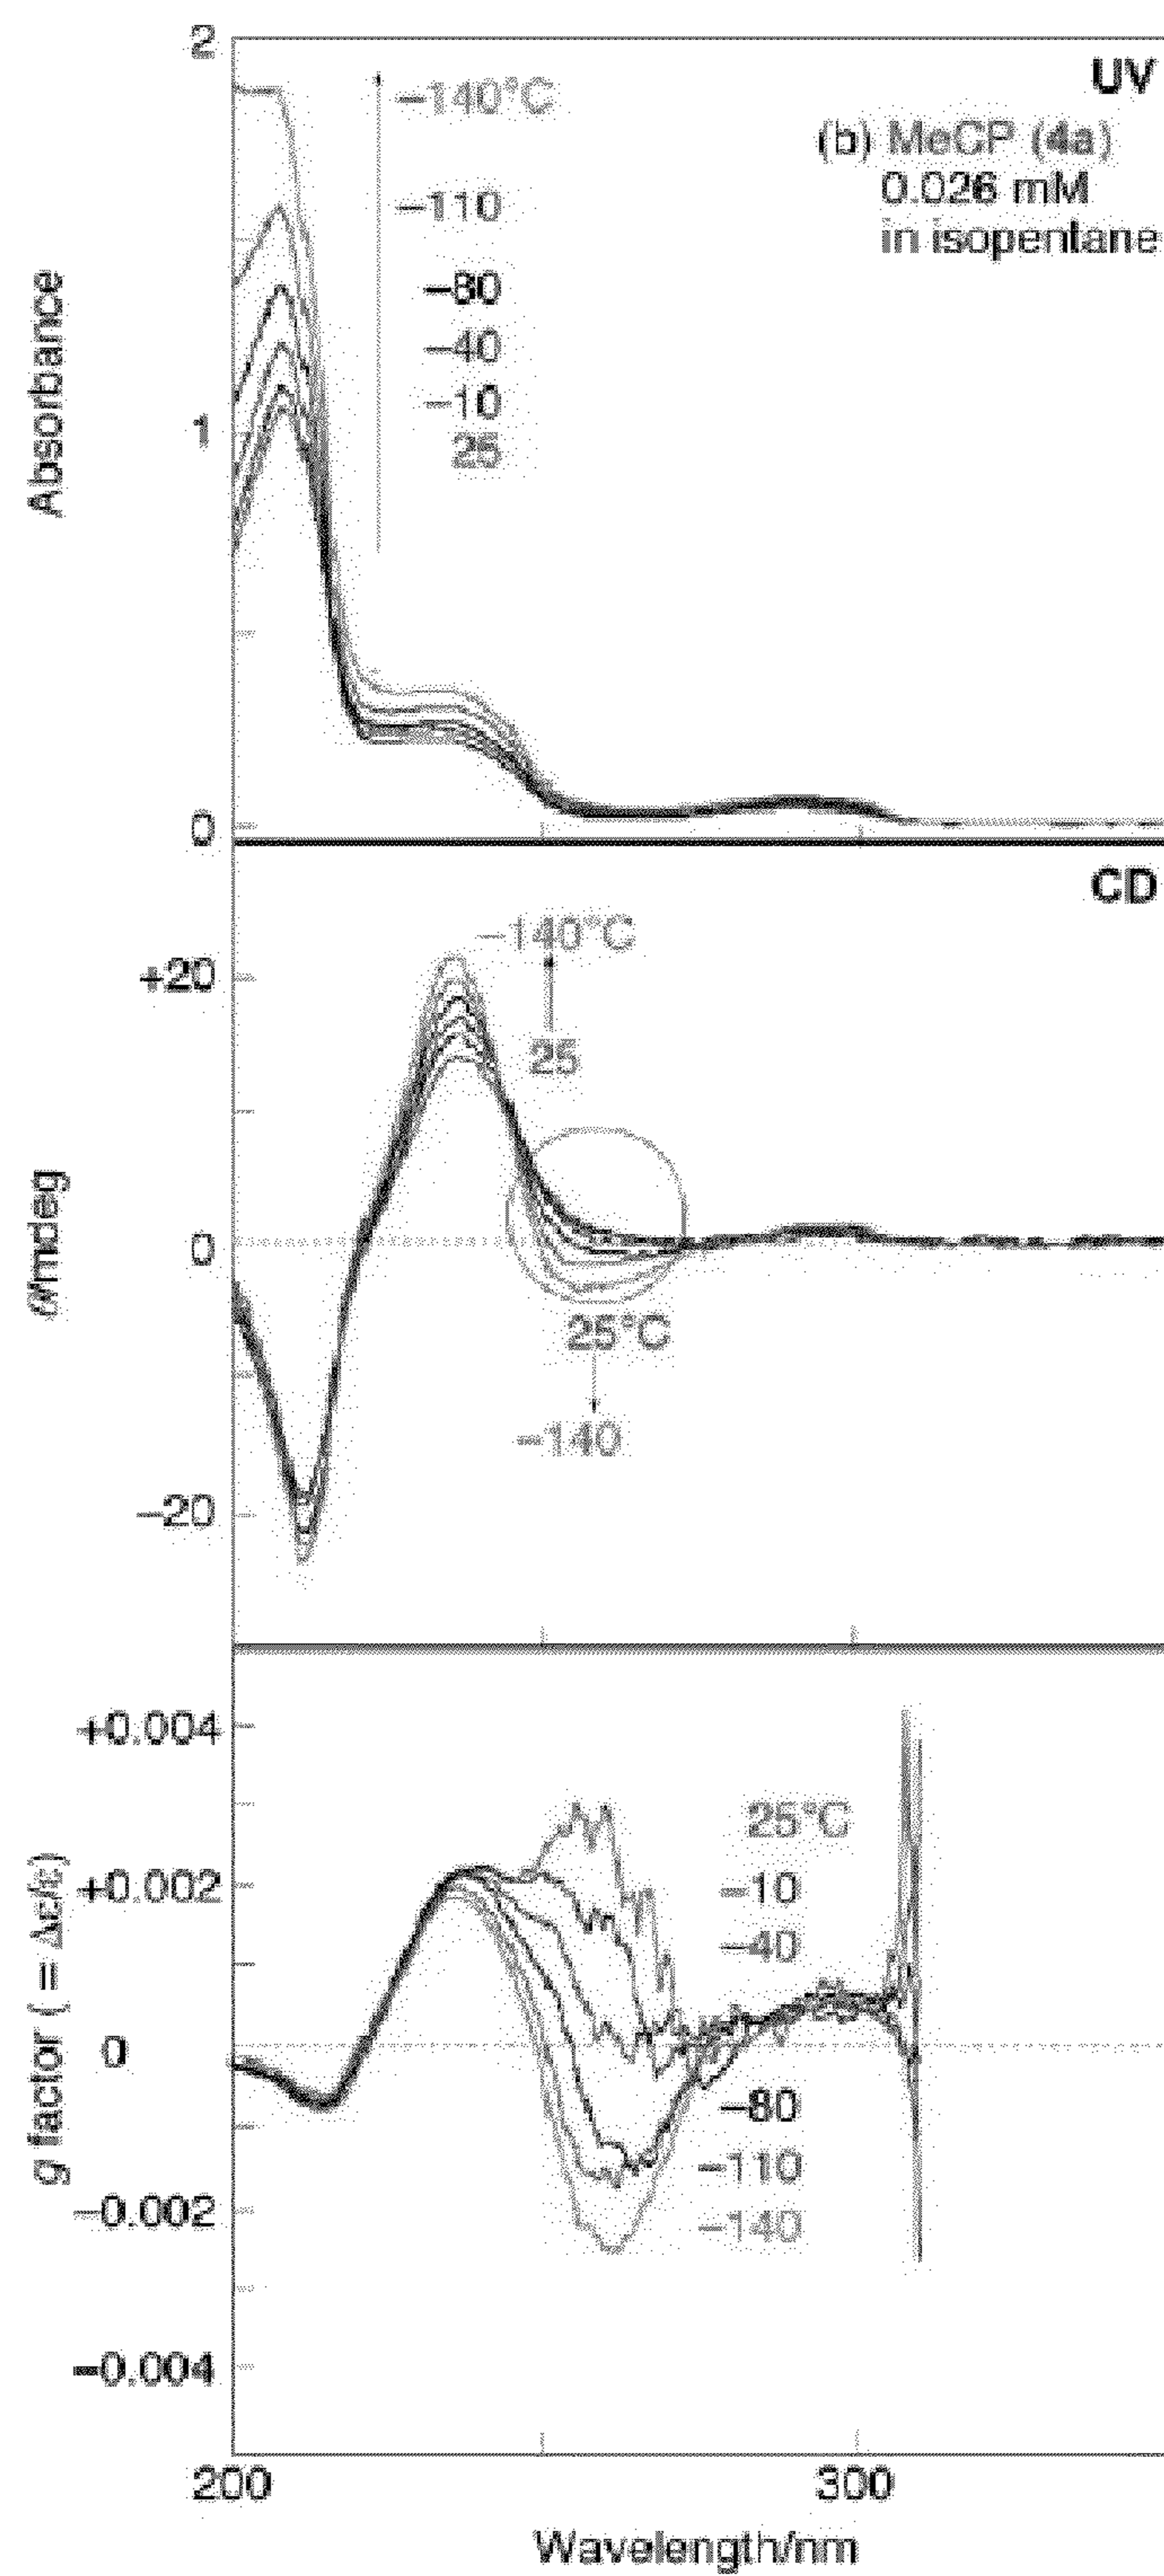 2
UV
−140°C
(b) MeCP (4a)
−110
0.026 mM
in isopentane
−80
−40
−10
1
25
Absorbance
0
CD
−140°C
+20
25
0
θ/mdeg
25°C
−140
−20
+0.004
25°C
+0.002
−10
−40
0
g factor ( = Δε/ε)
−80
−110
−0.002
−140
−0.004
200
300
Wavelength/nm